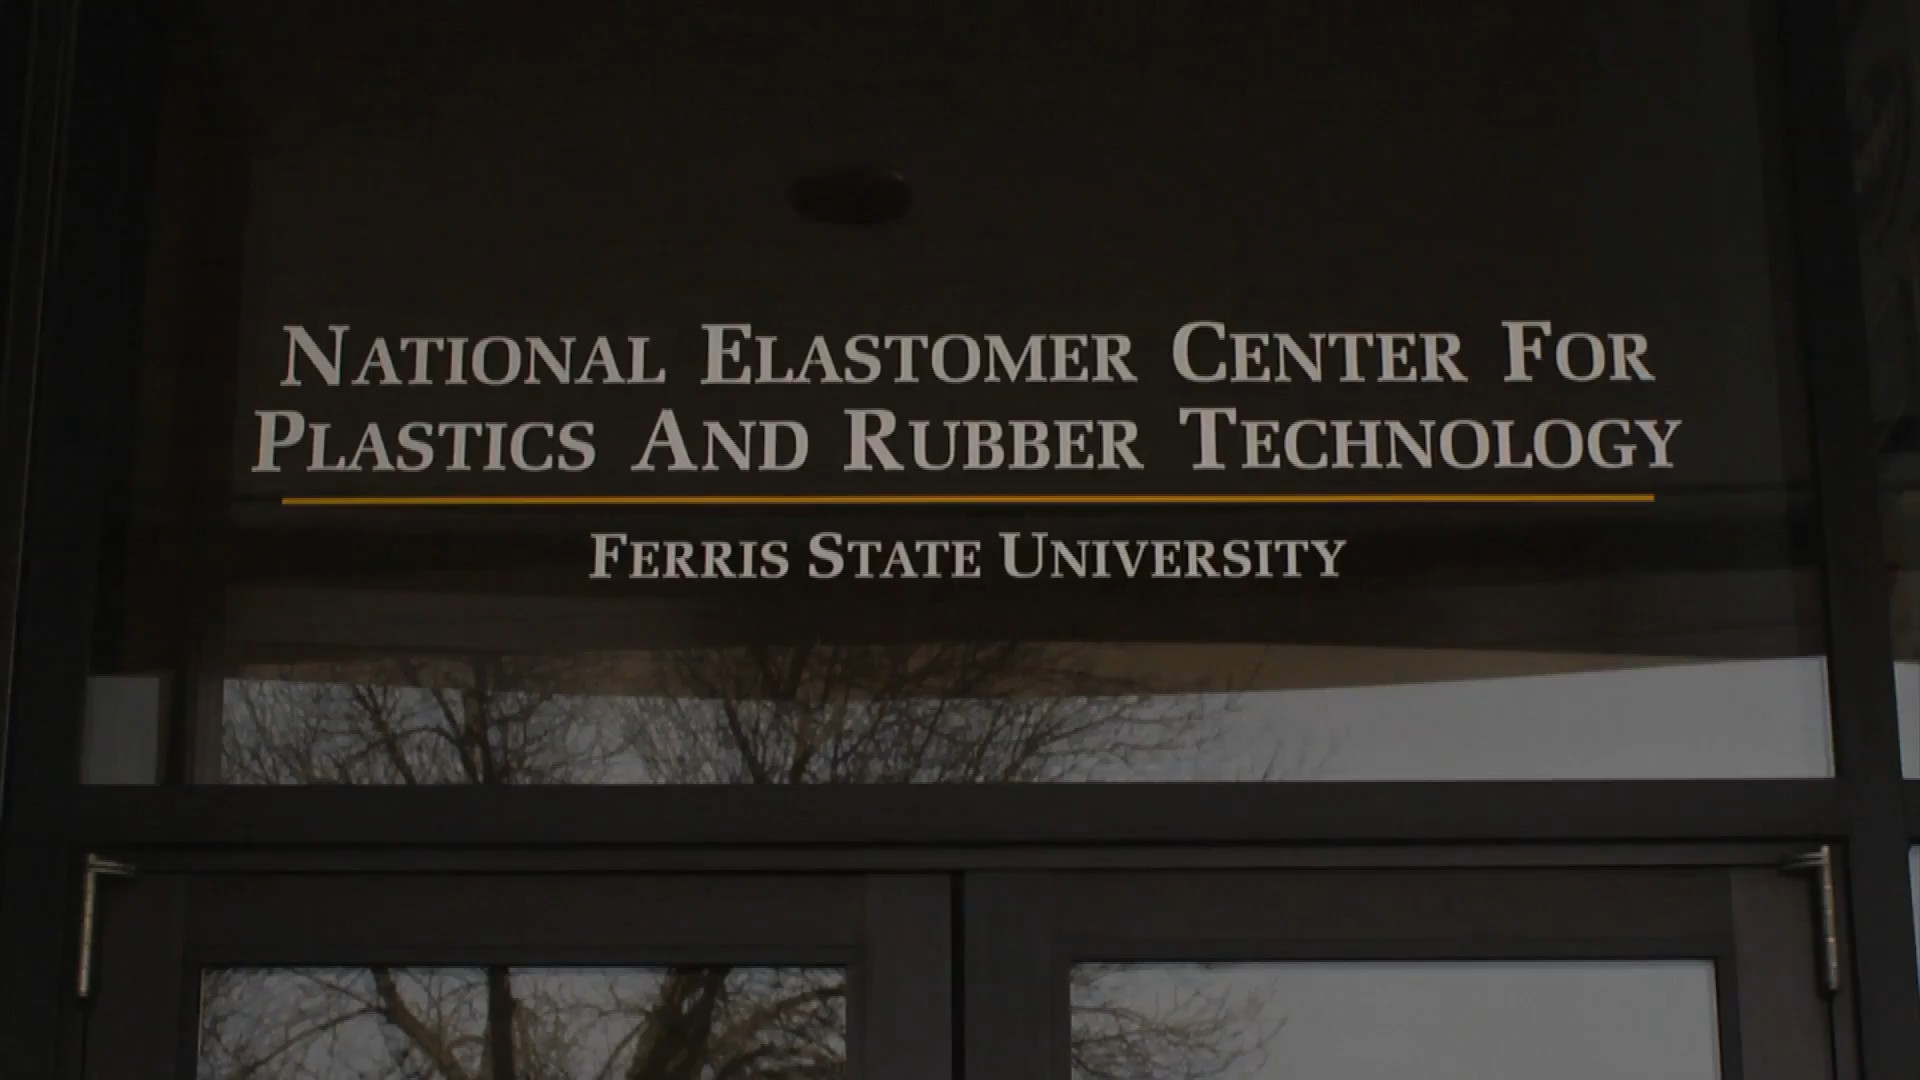 National Elastomer Center For
Plastics And Rubber Technology
Ferris State University